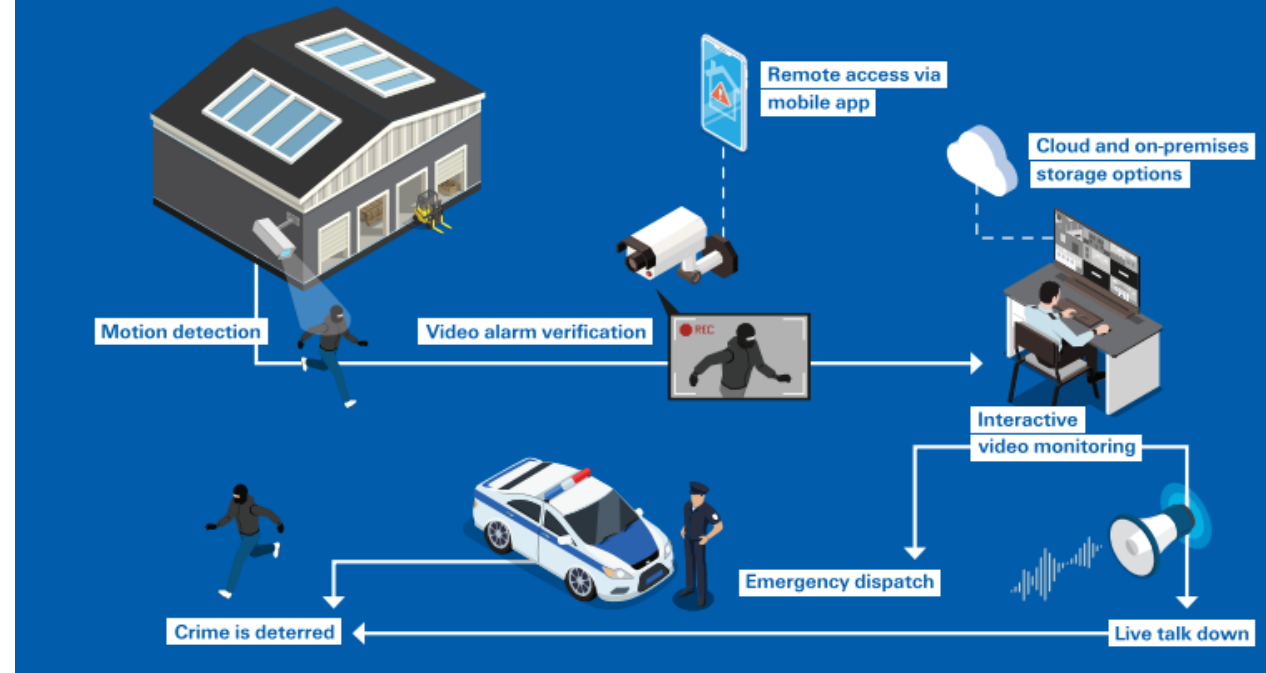 Remote access via
mobile app
Cloud and on-premises
storage options
Motion detection
Video alarm verification
REC
Interactive
video monitoring
Emergency dispatch
Crime is deterred
Live talk down